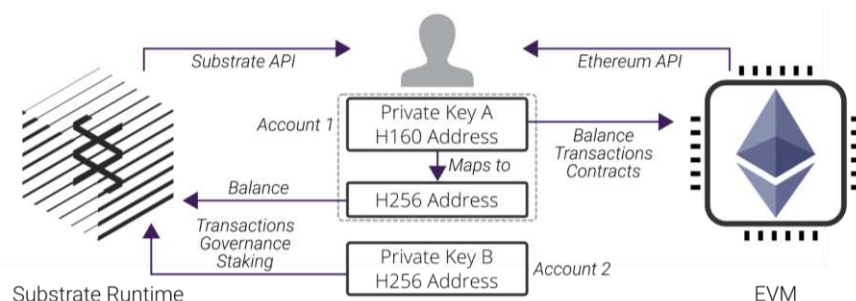 Substrate API
Ethereum API
Account 1
Private Key A
H160 Address
Maps to
Balance
Transactions
Contracts
Balance
H256 Address
Transactions
Governance
Staking
Private Key B
H256 Address
Account 2
Substrate Runtime
EVM